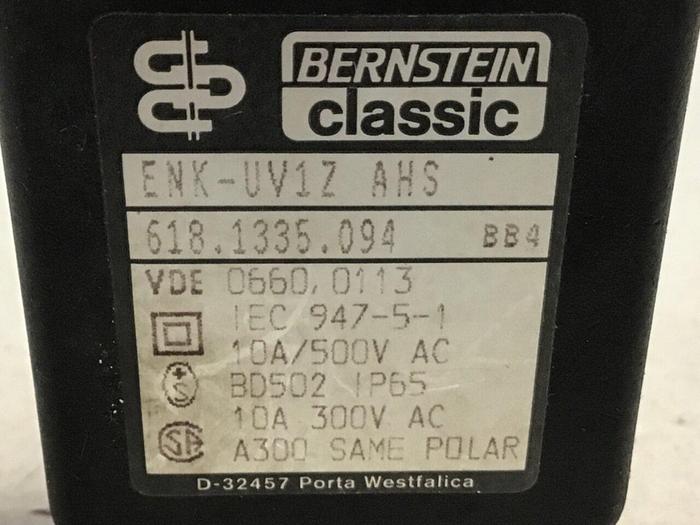 BERNSTEIN
classic
ENK-UV1Z AHS
618.1335.094 BB4
VDE 0660,0113
IEC 947-5-1
10A/500V AC
S BD502 IP65
10A 300V AC
SA A300 SAME POLAR
D-32457 Porta Westfalica